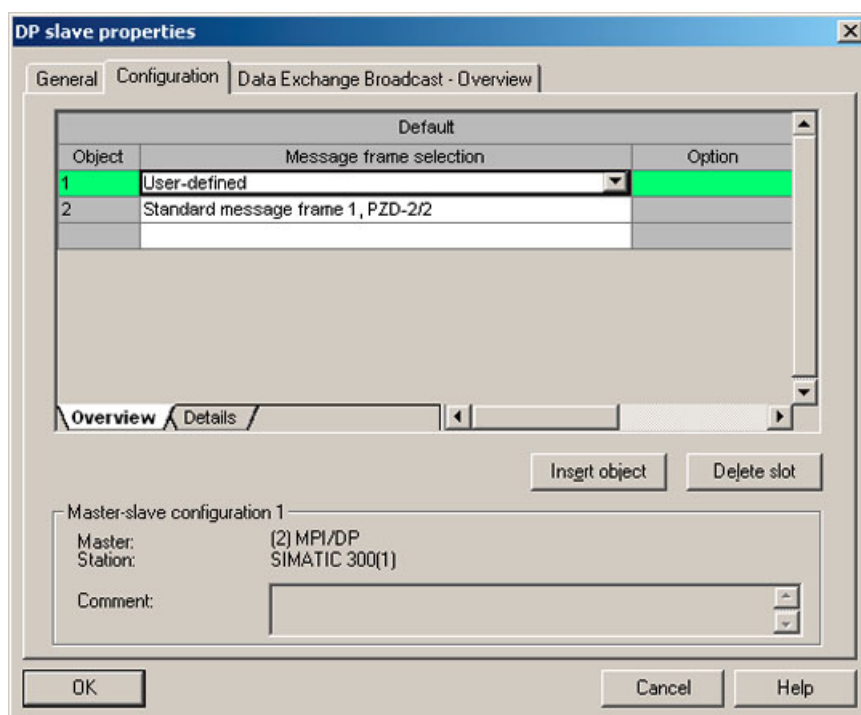 DP slave properties
General Configuration Data Exchange Broadcast - Overview
Default
Object Message frame selection Option
1 User-defined
2 Standard message frame 1, PZD-2/2
Overview Details
Insert object Delete slot
Master-slave configuration 1
Master: (2) MPI/DP
Station: SIMATIC 300(1)
Comment:
OK Cancel Help